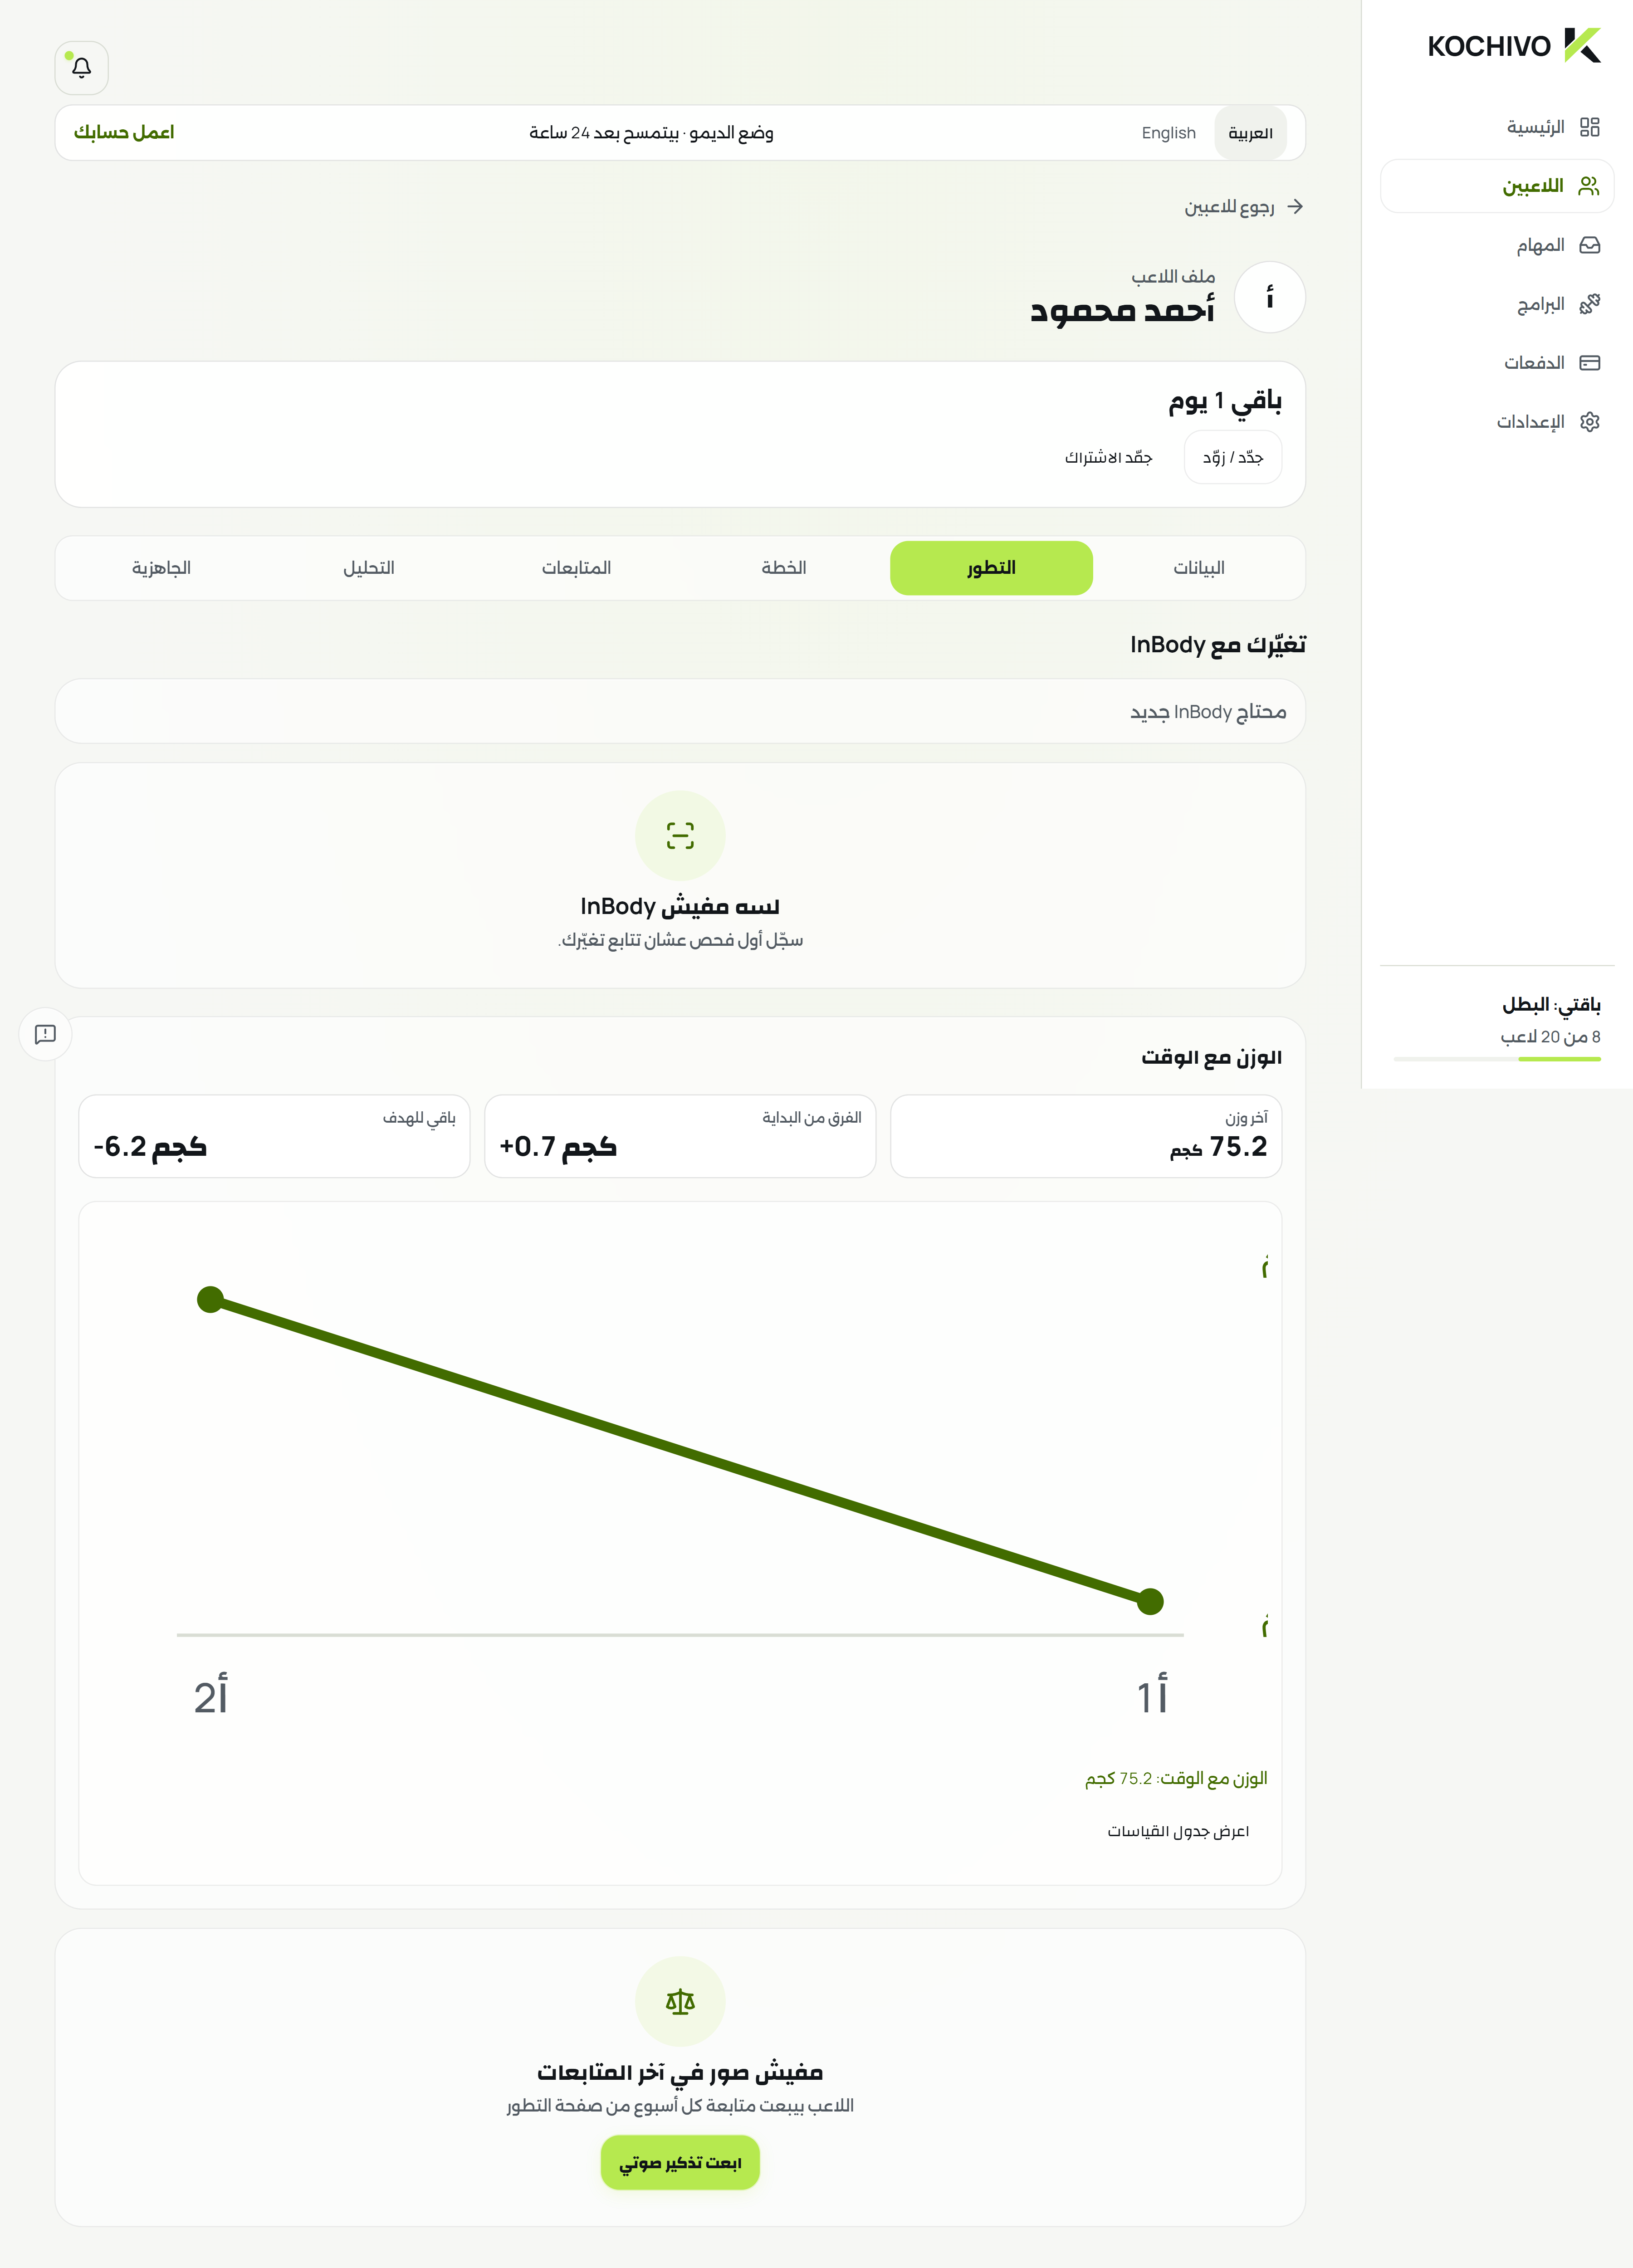 KOCHIVO
الرئيسية
اللاعبين
المهام
البرامج
الدفعات
الإعدادات
باقتي: البطل
8 من 20 لاعب
العربية
English
وضع الديمو · بيتمسح بعد 24 ساعة
اعمل حسابك
رجوع للاعبين
أ
ملف اللاعب
أحمد محمود
باقي 1 يوم
جدّد / زوّد
جمّد الاشتراك
البيانات
التطور
الخطة
المتابعات
التحليل
الجاهزية
تغيّرك مع InBody
محتاج InBody جديد
لسه مفيش InBody
سجّل أول فحص عشان تتابع تغيّرك.
الوزن مع الوقت
آخر وزن
75.2 كجم
الفرق من البداية
+0.7 كجم
باقي للهدف
-6.2 كجم
أ1
أ2
الوزن مع الوقت: 75.2 كجم
اعرض جدول القياسات
مفيش صور في آخر المتابعات
اللاعب بيبعت متابعة كل أسبوع من صفحة التطور
ابعت تذكير صوتي